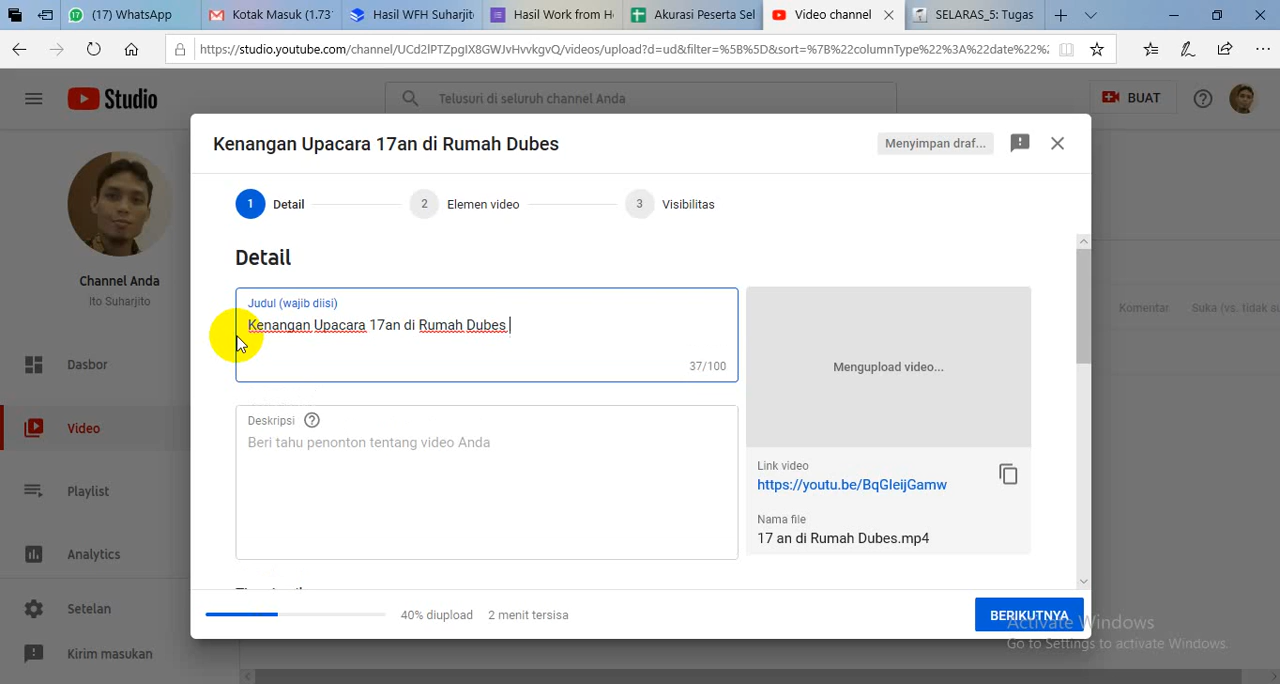 (17) WhatsApp
Kotak Masuk (1.73
Hasil WFH Suharjito
Hasil Work from H
Akurasi Peserta Sel
Video channel
SELARAS_5: Tugas
https://studio.youtube.com/channel/UCd2lPTZpglX8GWJvHvvkgvQ/videos/upload?d=ud&filter=%5B%5D&sort=%7B%22columnType%22%3A%22date%22%2
Studio
Telusuri di seluruh channel Anda
BUAT
Kenangan Upacara 17an di Rumah Dubes
Menyimpan draf...
1 Detail
2 Elemen video
3 Visibilitas
Detail
Judul (wajib diisi)
Kenangan Upacara 17an di Rumah Dubes
37/100
Mengupload video...
Deskripsi
Beri tahu penonton tentang video Anda
Link video
https://youtu.be/BqGleijGamw
Nama file
17 an di Rumah Dubes.mp4
40% diupload 2 menit tersisa
BERIKUTNYA
Channel Anda
Ito Suharjito
Dasbor
Video
Playlist
Analytics
Setelan
Kirim masukan
Komentar
Suka (vs. tidak su
Activate Windows
Go to Settings to activate Windows.